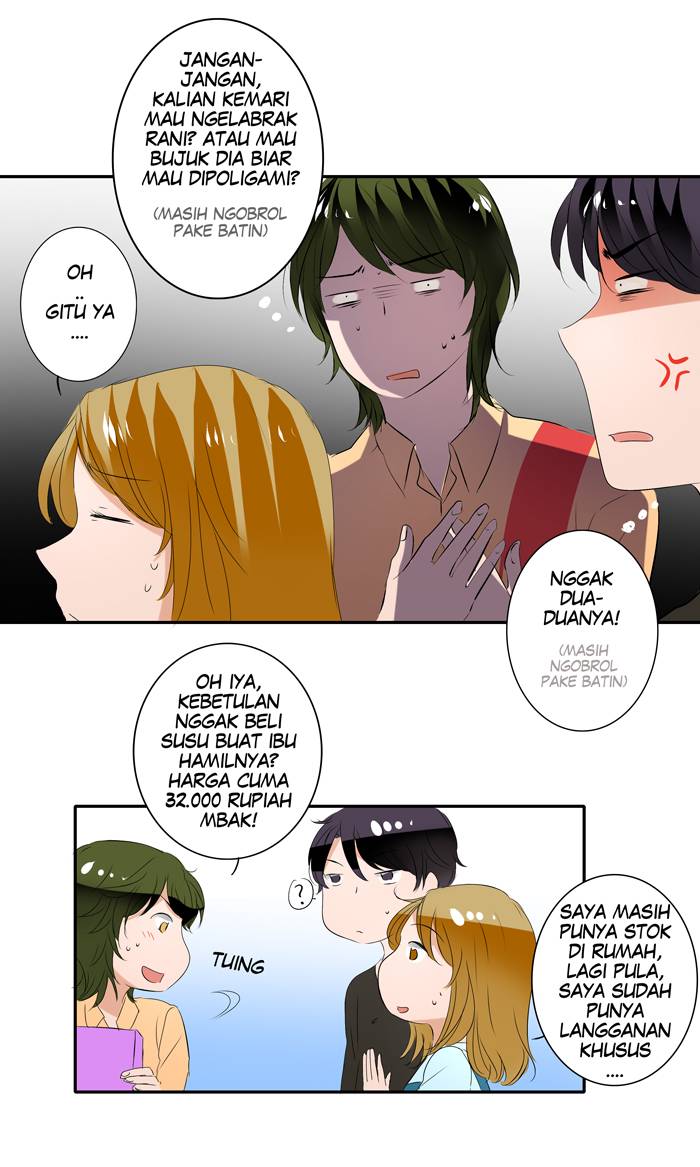 JANGAN-
JANGAN,
KALIAN KEMARI
MAU NGELABRAK
RANI? ATAU MAU
BUJUK DIA BIAR
MAU DIPOLIGAMI?
(MASIH NGOBROL
PAKE BATIN)
OH
..
GITU YA
....
NGGAK
DUA-
DUANYA!
(MASIH
NGOBROL
PAKE BATIN)
OH IYA,
KEBETULAN
NGGAK BELI
SUSU BUAT IBU
HAMILNYA?
HARGA CUMA
32.000 RUPIAH
MBAK!
?
TUING
SAYA MASIH
PUNYA STOK
DI RUMAH,
LAGI PULA,
SAYA SUDAH
PUNYA
LANGGANAN
KHUSUS
....